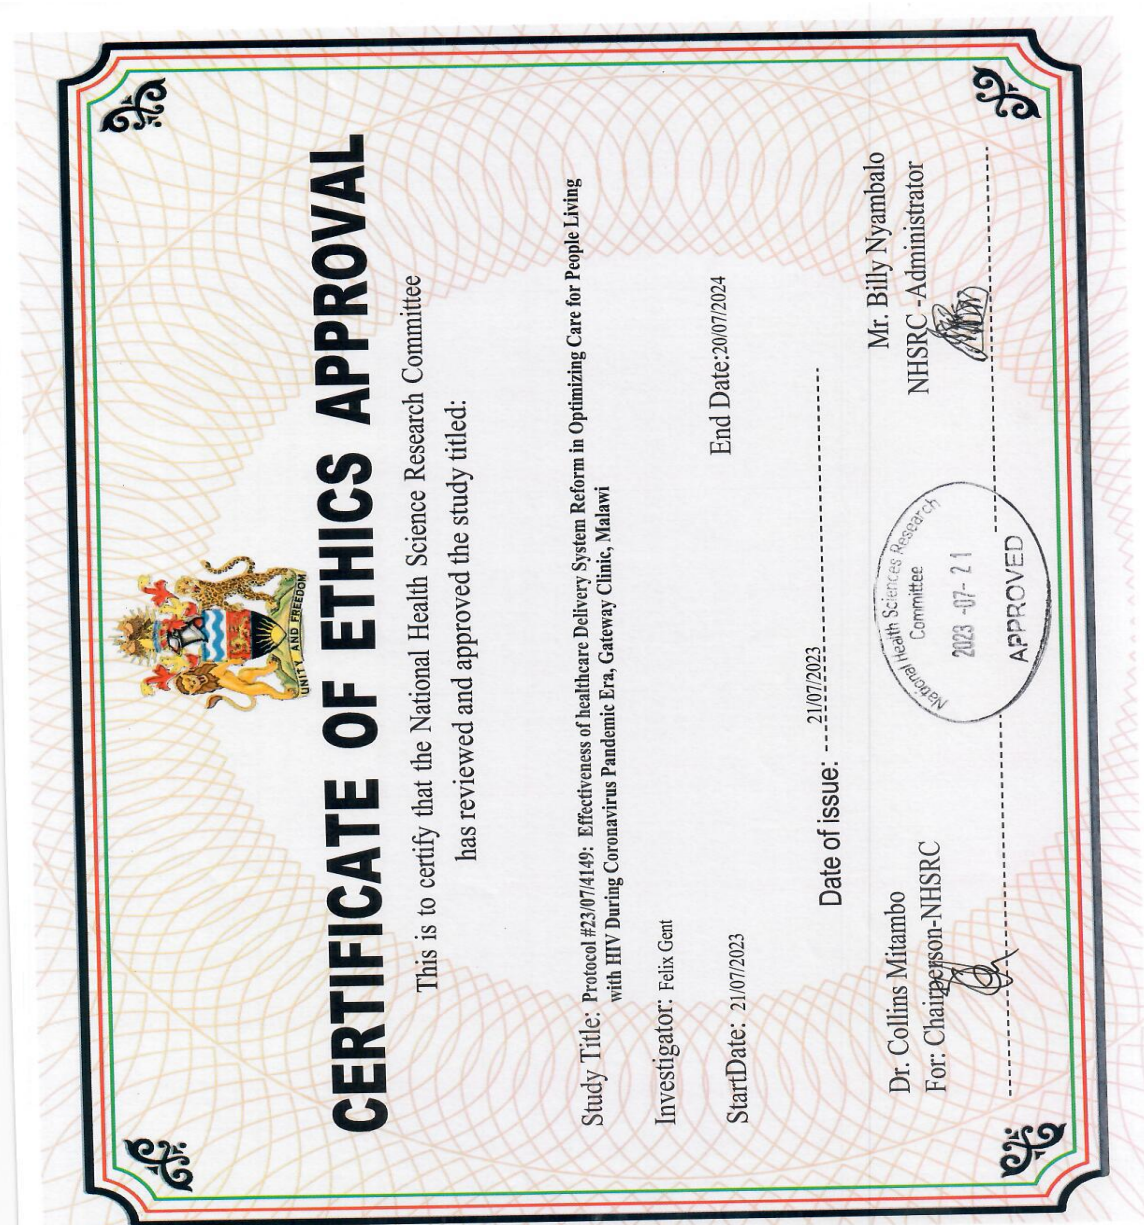 UNITY AND FREEDOM
CERTIFICATE OF ETHICS APPROVAL
This is to certify that the National Health Science Research Committee
has reviewed and approved the study titled:
Study Title: Protocol #23/07/4149: Effectiveness of healthcare Delivery System Reform in Optimizing Care for People Living
with HIV During Coronavirus Pandemic Era, Gateway Clinic, Malawi
Investigator: Felix Gent
StartDate: 21/07/2023 End Date:20/07/2024
Date of issue: 21/07/2023
Dr. Collins Mitambo
For: Chairperson-NHSRC
National Health Sciences Research
Committee
2023 -07- 21
APPROVED
Mr. Billy Nyambalo
NHSRC -Administrator